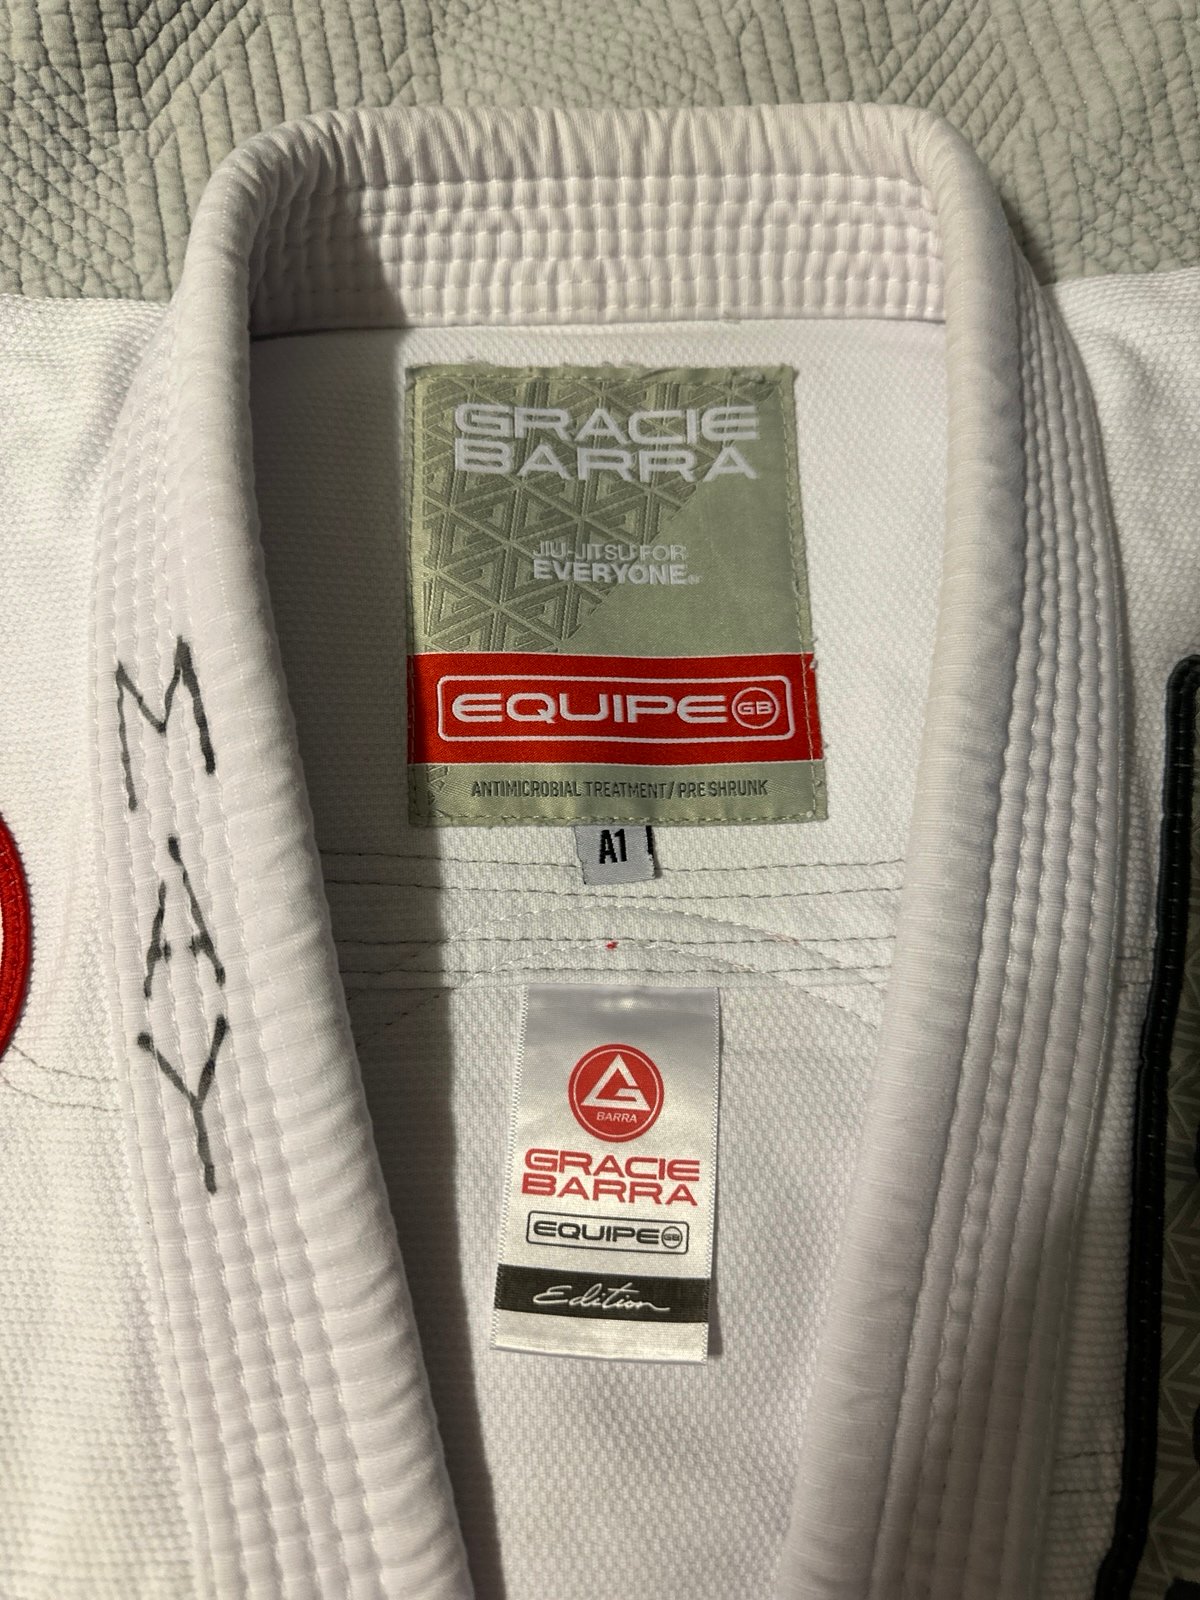 GRACIE
BARRA
JIU-JITSU FOR
EVERYONE®
EQUIPE GB
ANTIMICROBIAL TREATMENT/ PRE SHRUNK
A1
MAY
G
BARRA
GRACIE
BARRA
EQUIPE GB
Edition